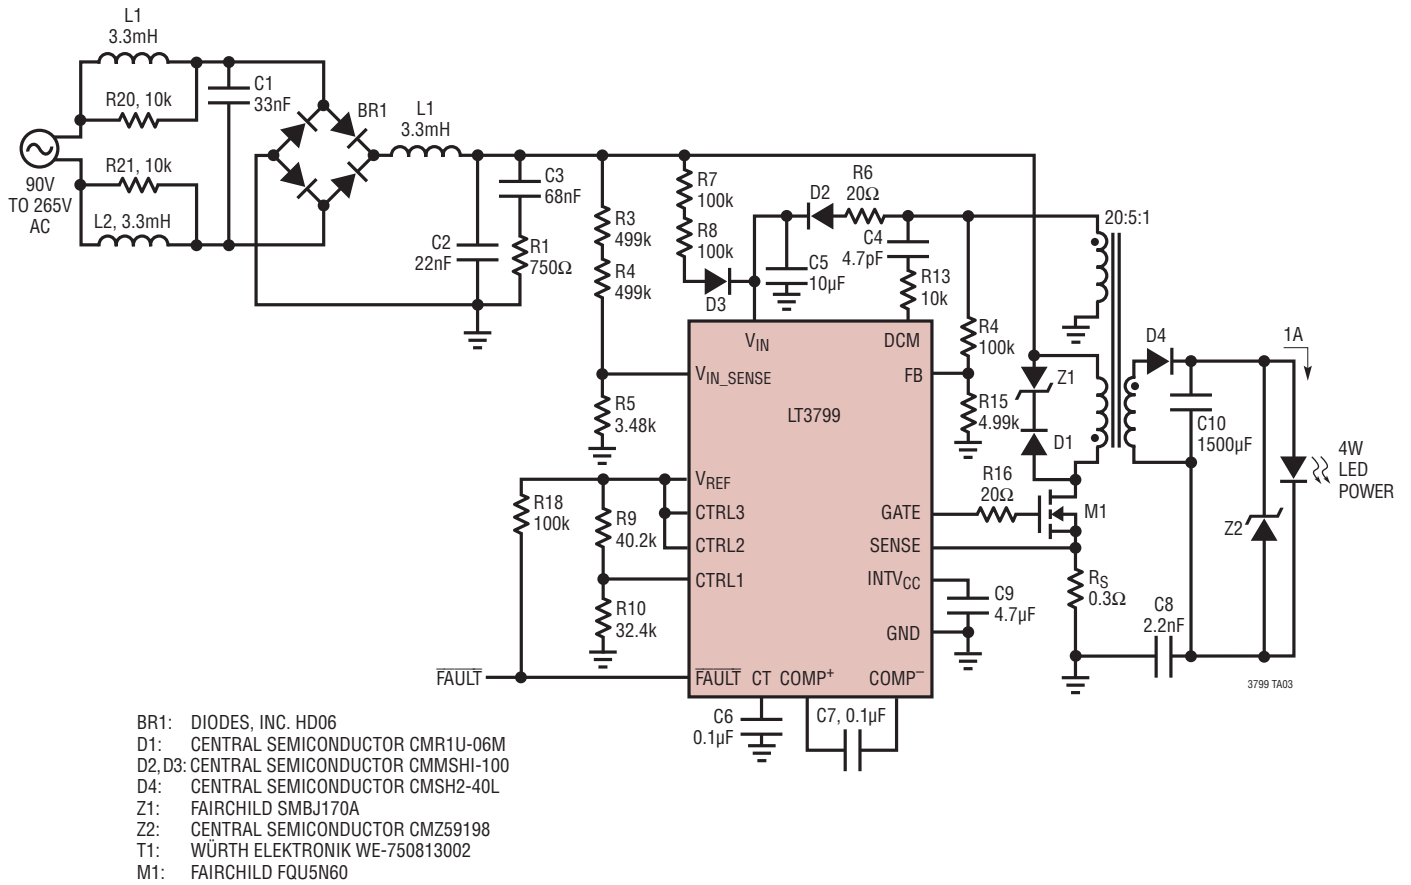 L1
3.3mH
R20, 10k
C1
33nF
BR1
L1
3.3mH
R21, 10k
90V
TO 265V
AC
L2, 3.3mH
C3
68nF
C2
22nF
R1
750Ω
R3
499k
R4
499k
R7
100k
R8
100k
D3
D2
R6
20Ω
C4
4.7pF
C5
10µF
R13
10k
20:5:1
R4
100k
R15
4.99k
Z1
D1
D4
1A
C10
1500µF
4W
LED
POWER
Z2
VIN
DCM
VIN_SENSE
FB
LT3799
R5
3.48k
VREF
CTRL3
CTRL2
CTRL1
GATE
SENSE
INTVCC
GND
FAULT
CT
COMP+
COMP–
R18
100k
R9
40.2k
R10
32.4k
FAULT
R16
20Ω
M1
RS
0.3Ω
C9
4.7µF
C8
2.2nF
C6
0.1µF
C7, 0.1µF
3799 TA03
BR1: DIODES, INC. HD06
D1: CENTRAL SEMICONDUCTOR CMR1U-06M
D2,D3: CENTRAL SEMICONDUCTOR CMMSHI-100
D4: CENTRAL SEMICONDUCTOR CMSH2-40L
Z1: FAIRCHILD SMBJ170A
Z2: CENTRAL SEMICONDUCTOR CMZ59198
T1: WÜRTH ELEKTRONIK WE-750813002
M1: FAIRCHILD FQU5N60